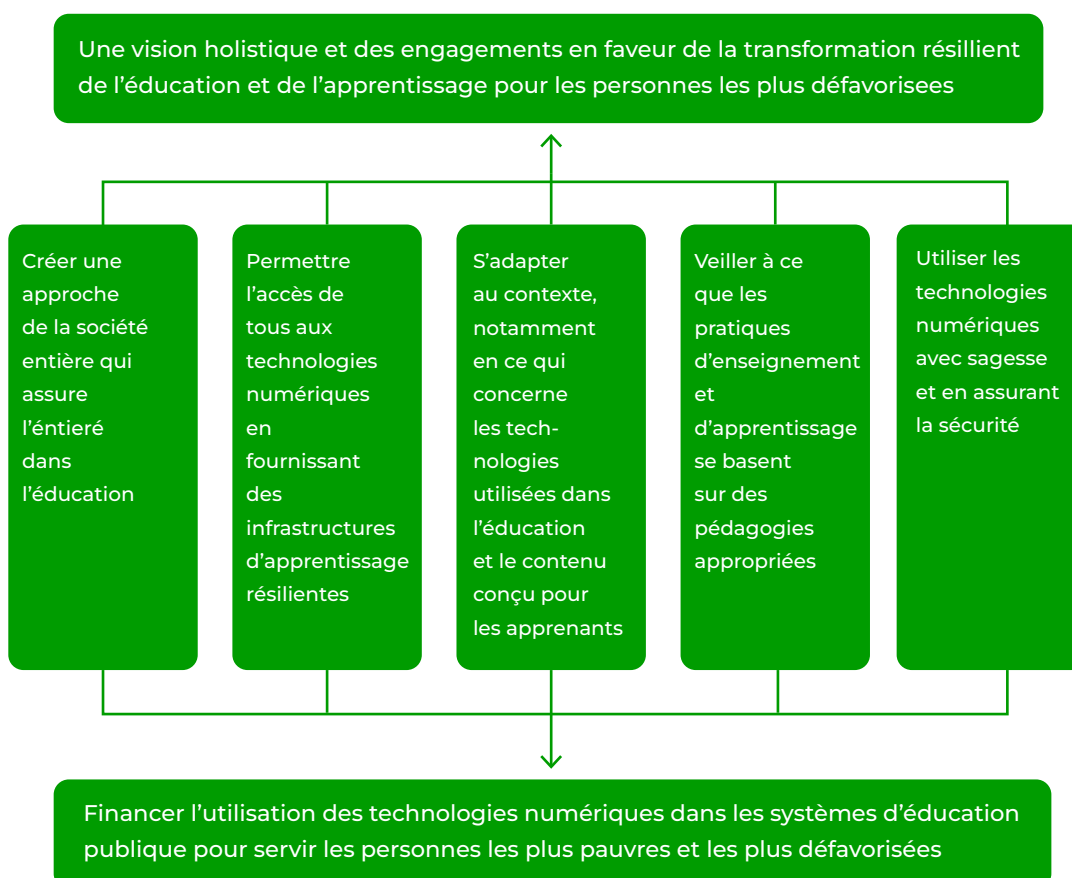 Une vision holistique et des engagements en faveur de la transformation résillient
de l’éducation et de l’apprentissage pour les personnes les plus défavorisees
Créer une
approche
de la société
entière qui
assure
l’éntieré
dans
l’éducation
Permettre
l’accès de
tous aux
technologies
numériques
en
fournissant
des
infrastructures
d’apprentissage
résilientes
S’adapter
au contexte,
notamment
en ce qui
concerne
les tech-
nologies
utilisées dans
l’éducation
et le contenu
conçu pour
les apprenants
Veiller à ce
que les
pratiques
d’enseignement
et
d’apprentissage
se basent
sur des
pédagogies
appropriées
Utiliser les
technologies
numériques
avec sagesse
et en assurant
la sécurité
Financer l’utilisation des technologies numériques dans les systèmes d’éducation
publique pour servir les personnes les plus pauvres et les plus défavorisées